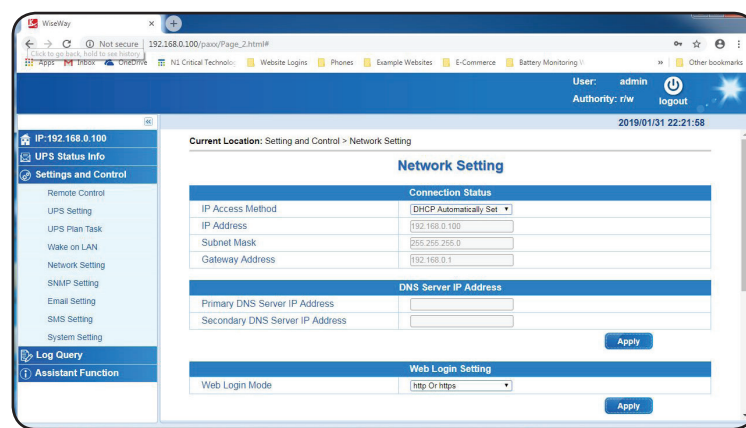 WiseWay
Not secure | 192.168.0.100/paxx/Page_2.html#
Click to go back, hold to see history
Apps Inbox OneDrive N1 Critical Technolo Website Logins Phones Example Websites E-Commerce Battery Monitoring » Other bookmarks
User: admin
Authority: r/w logout
2019/01/31 22:21:58
IP:192.168.0.100
UPS Status Info
Settings and Control
Remote Control
UPS Setting
UPS Plan Task
Wake on LAN
Network Setting
SNMP Setting
Email Setting
SMS Setting
System Setting
Log Query
Assistant Function
Current Location: Setting and Control > Network Setting
Network Setting
Connection Status
IP Access Method DHCP Automatically Set
IP Address 192.168.0.100
Subnet Mask 255.255.255.0
Gateway Address 192.168.0.1
DNS Server IP Address
Primary DNS Server IP Address
Secondary DNS Server IP Address
Apply
Web Login Setting
Web Login Mode http Or https
Apply